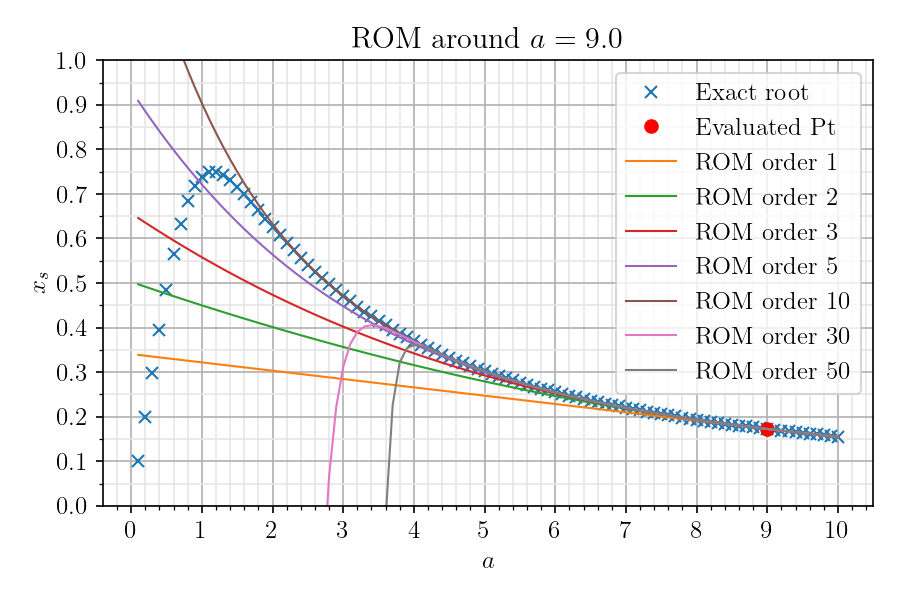 ROM around a = 9.0
1.0
0.9
0.8
0.7
0.6
0.5
0.4
0.3
0.2
0.1
0.0
x_s
Exact root
Evaluated Pt
ROM order 1
ROM order 2
ROM order 3
ROM order 5
ROM order 10
ROM order 30
ROM order 50
0 1 2 3 4 5 6 7 8 9 10
a